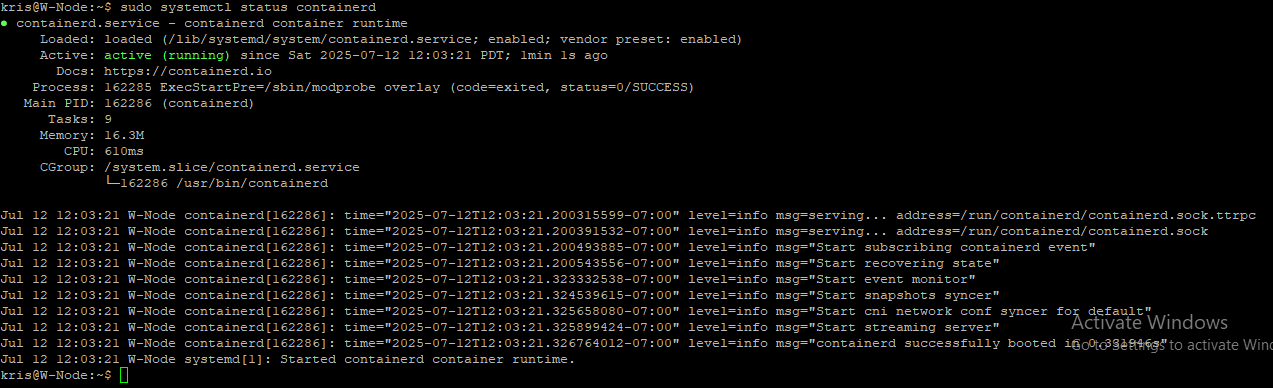 kris@W-Node:~$ sudo systemctl status containerd
● containerd.service - containerd container runtime
Loaded: loaded (/lib/systemd/system/containerd.service; enabled; vendor preset: enabled)
Active: active (running) since Sat 2025-07-12 12:03:21 PDT; 1min 1s ago
Docs: https://containerd.io
Process: 162285 ExecStartPre=/sbin/modprobe overlay (code=exited, status=0/SUCCESS)
Main PID: 162286 (containerd)
Tasks: 9
Memory: 16.3M
CPU: 610ms
CGroup: /system.slice/containerd.service
└─162286 /usr/bin/containerd
Jul 12 12:03:21 W-Node containerd[162286]: time="2025-07-12T12:03:21.200315599-07:00" level=info msg=serving... address=/run/containerd/containerd.sock.ttrpc
Jul 12 12:03:21 W-Node containerd[162286]: time="2025-07-12T12:03:21.200391532-07:00" level=info msg=serving... address=/run/containerd/containerd.sock
Jul 12 12:03:21 W-Node containerd[162286]: time="2025-07-12T12:03:21.200493885-07:00" level=info msg="Start subscribing containerd event"
Jul 12 12:03:21 W-Node containerd[162286]: time="2025-07-12T12:03:21.200543556-07:00" level=info msg="Start recovering state"
Jul 12 12:03:21 W-Node containerd[162286]: time="2025-07-12T12:03:21.323332538-07:00" level=info msg="Start event monitor"
Jul 12 12:03:21 W-Node containerd[162286]: time="2025-07-12T12:03:21.324539615-07:00" level=info msg="Start snapshots syncer"
Jul 12 12:03:21 W-Node containerd[162286]: time="2025-07-12T12:03:21.325658080-07:00" level=info msg="Start cni network conf syncer for default"
Jul 12 12:03:21 W-Node containerd[162286]: time="2025-07-12T12:03:21.325899424-07:00" level=info msg="Start streaming server"
Jul 12 12:03:21 W-Node containerd[162286]: time="2025-07-12T12:03:21.326764012-07:00" level=info msg="containerd successfully booted in 0.331946s"
Jul 12 12:03:21 W-Node systemd[1]: Started containerd container runtime.
kris@W-Node:~$
Activate Windows
Go to Settings to activate Win